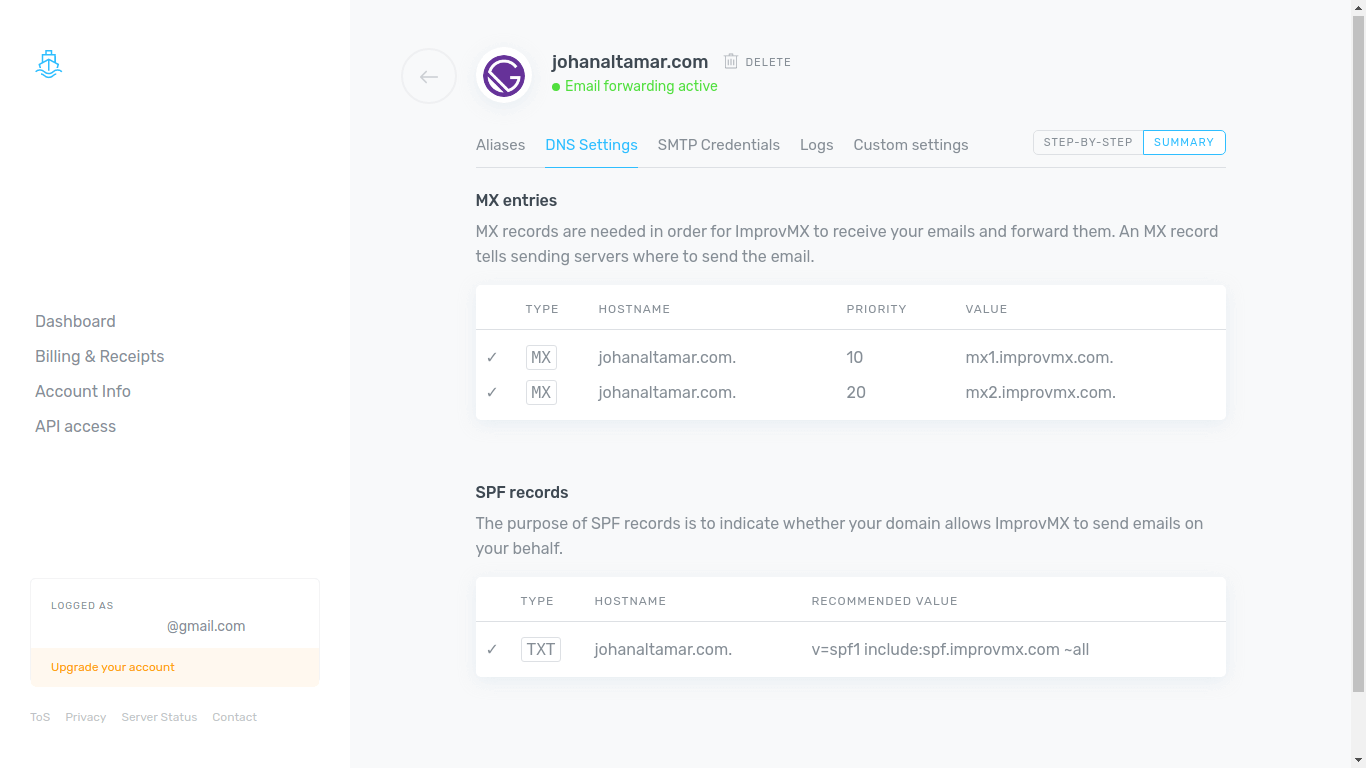 johanaltamar.com
DELETE
Email forwarding active
Aliases DNS Settings SMTP Credentials Logs Custom settings
STEP-BY-STEP SUMMARY
MX entries
MX records are needed in order for ImprovMX to receive your emails and forward them. An MX record
tells sending servers where to send the email.
TYPE HOSTNAME PRIORITY VALUE
✓ MX johanaltamar.com. 10 mx1.improvmx.com.
✓ MX johanaltamar.com. 20 mx2.improvmx.com.
SPF records
The purpose of SPF records is to indicate whether your domain allows ImprovMX to send emails on
your behalf.
TYPE HOSTNAME RECOMMENDED VALUE
✓ TXT johanaltamar.com. v=spf1 include:spf.improvmx.com ~all
Dashboard
Billing & Receipts
Account Info
API access
LOGGED AS
@gmail.com
Upgrade your account
ToS Privacy Server Status Contact